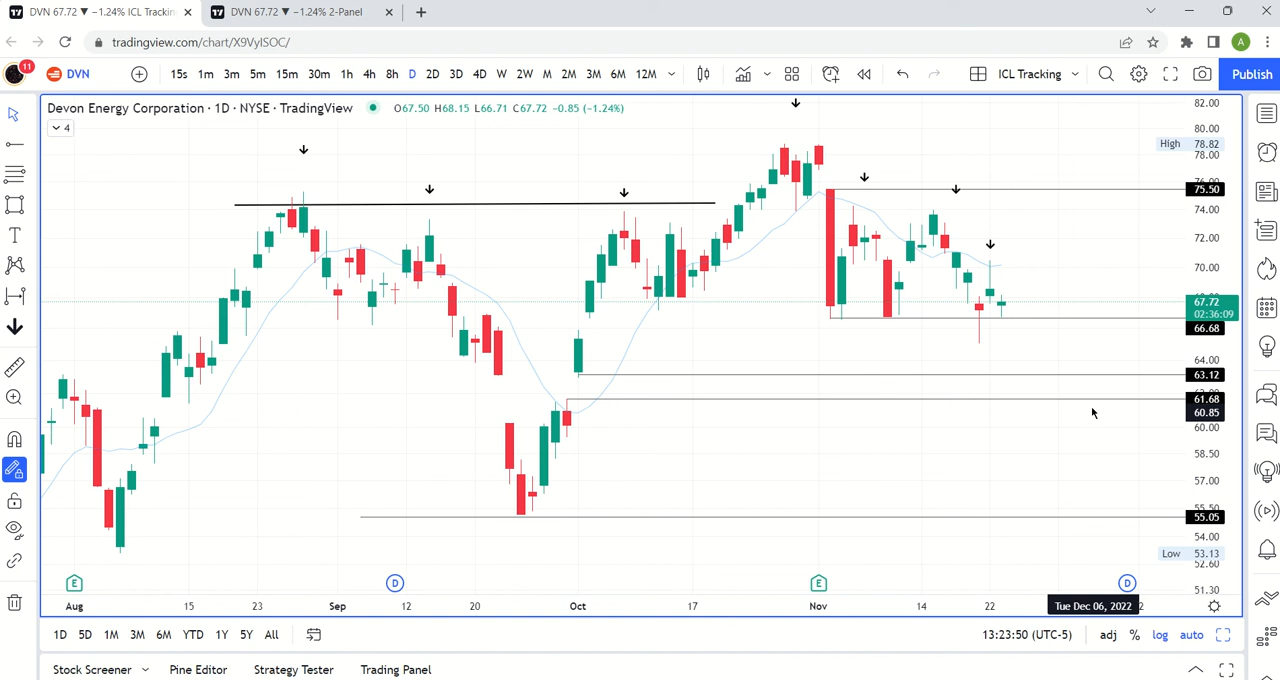 DVN 67.72 ▼ −1.24% ICL Trackin
DVN 67.72 ▼ −1.24% 2-Panel
tradingview.com/chart/X9VyISOC/
A
11
DVN
15s 1m 3m 5m 15m 30m 1h 4h 8h D 2D 3D 4D W 2W M 2M 3M 6M 12M
ICL Tracking
Publish
Devon Energy Corporation · 1D · NYSE · TradingView
O67.50 H68.15 L66.71 C67.72 −0.85 (−1.24%)
4
82.00
80.00
High 78.82
78.00
75.50
74.00
72.00
70.00
67.72
02:36:09
66.68
64.00
63.12
61.68
60.85
60.00
58.50
57.00
55.05
54.00
Low 53.13
52.60
51.30
E
D
E
D
Aug 15 23 Sep 12 20 Oct 17 Nov 14 22
Tue Dec 06, 2022
1D 5D 1M 3M 6M YTD 1Y 5Y All
13:23:50 (UTC-5)
adj % log auto
Stock Screener
Pine Editor
Strategy Tester
Trading Panel